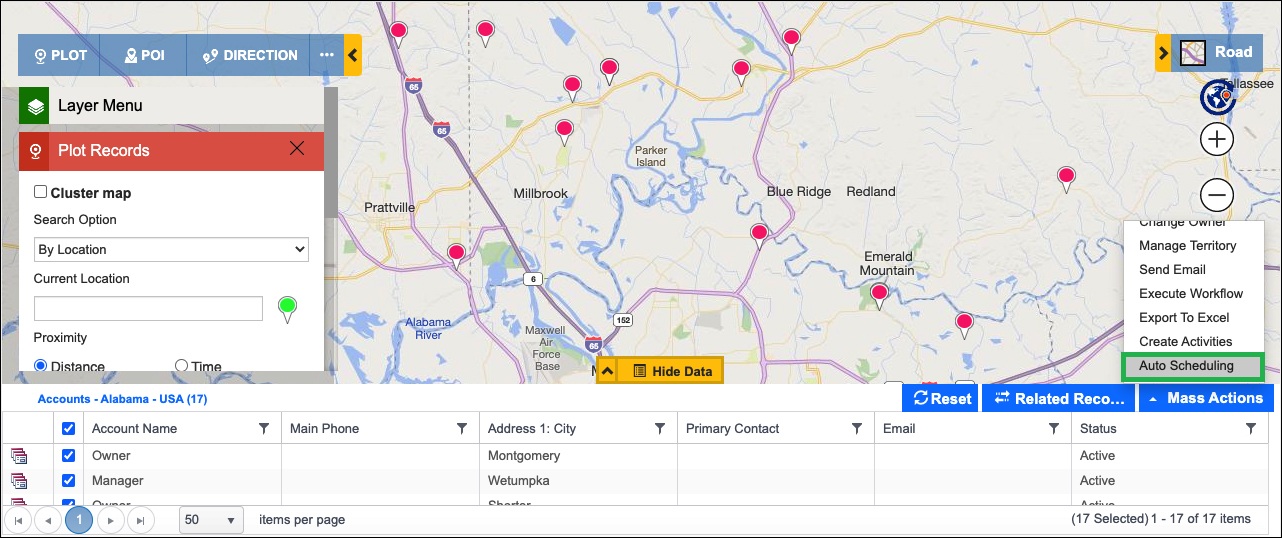 PLOT POI DIRECTION ...
Road
Layer Menu
Plot Records
Cluster map
Search Option
By Location
Current Location
Proximity
Distance Time
65
65
Parker
Island
Millbrook
Prattville
Blue Ridge Redland
Tallassee
Emerald
Mountain
6
152
65
Alabama
River
Maxwell
Air
Force
Base
Change Owner
Manage Territory
Send Email
Execute Workflow
Export To Excel
Create Activities
Auto Scheduling
Hide Data
Accounts - Alabama - USA (17)
Reset Related Reco... Mass Actions
Account Name Main Phone Address 1: City Primary Contact Email Status
Owner Montgomery Active
Manager Wetumpka Active
Owner Shorter Active
1 50 items per page (17 Selected) 1 - 17 of 17 items